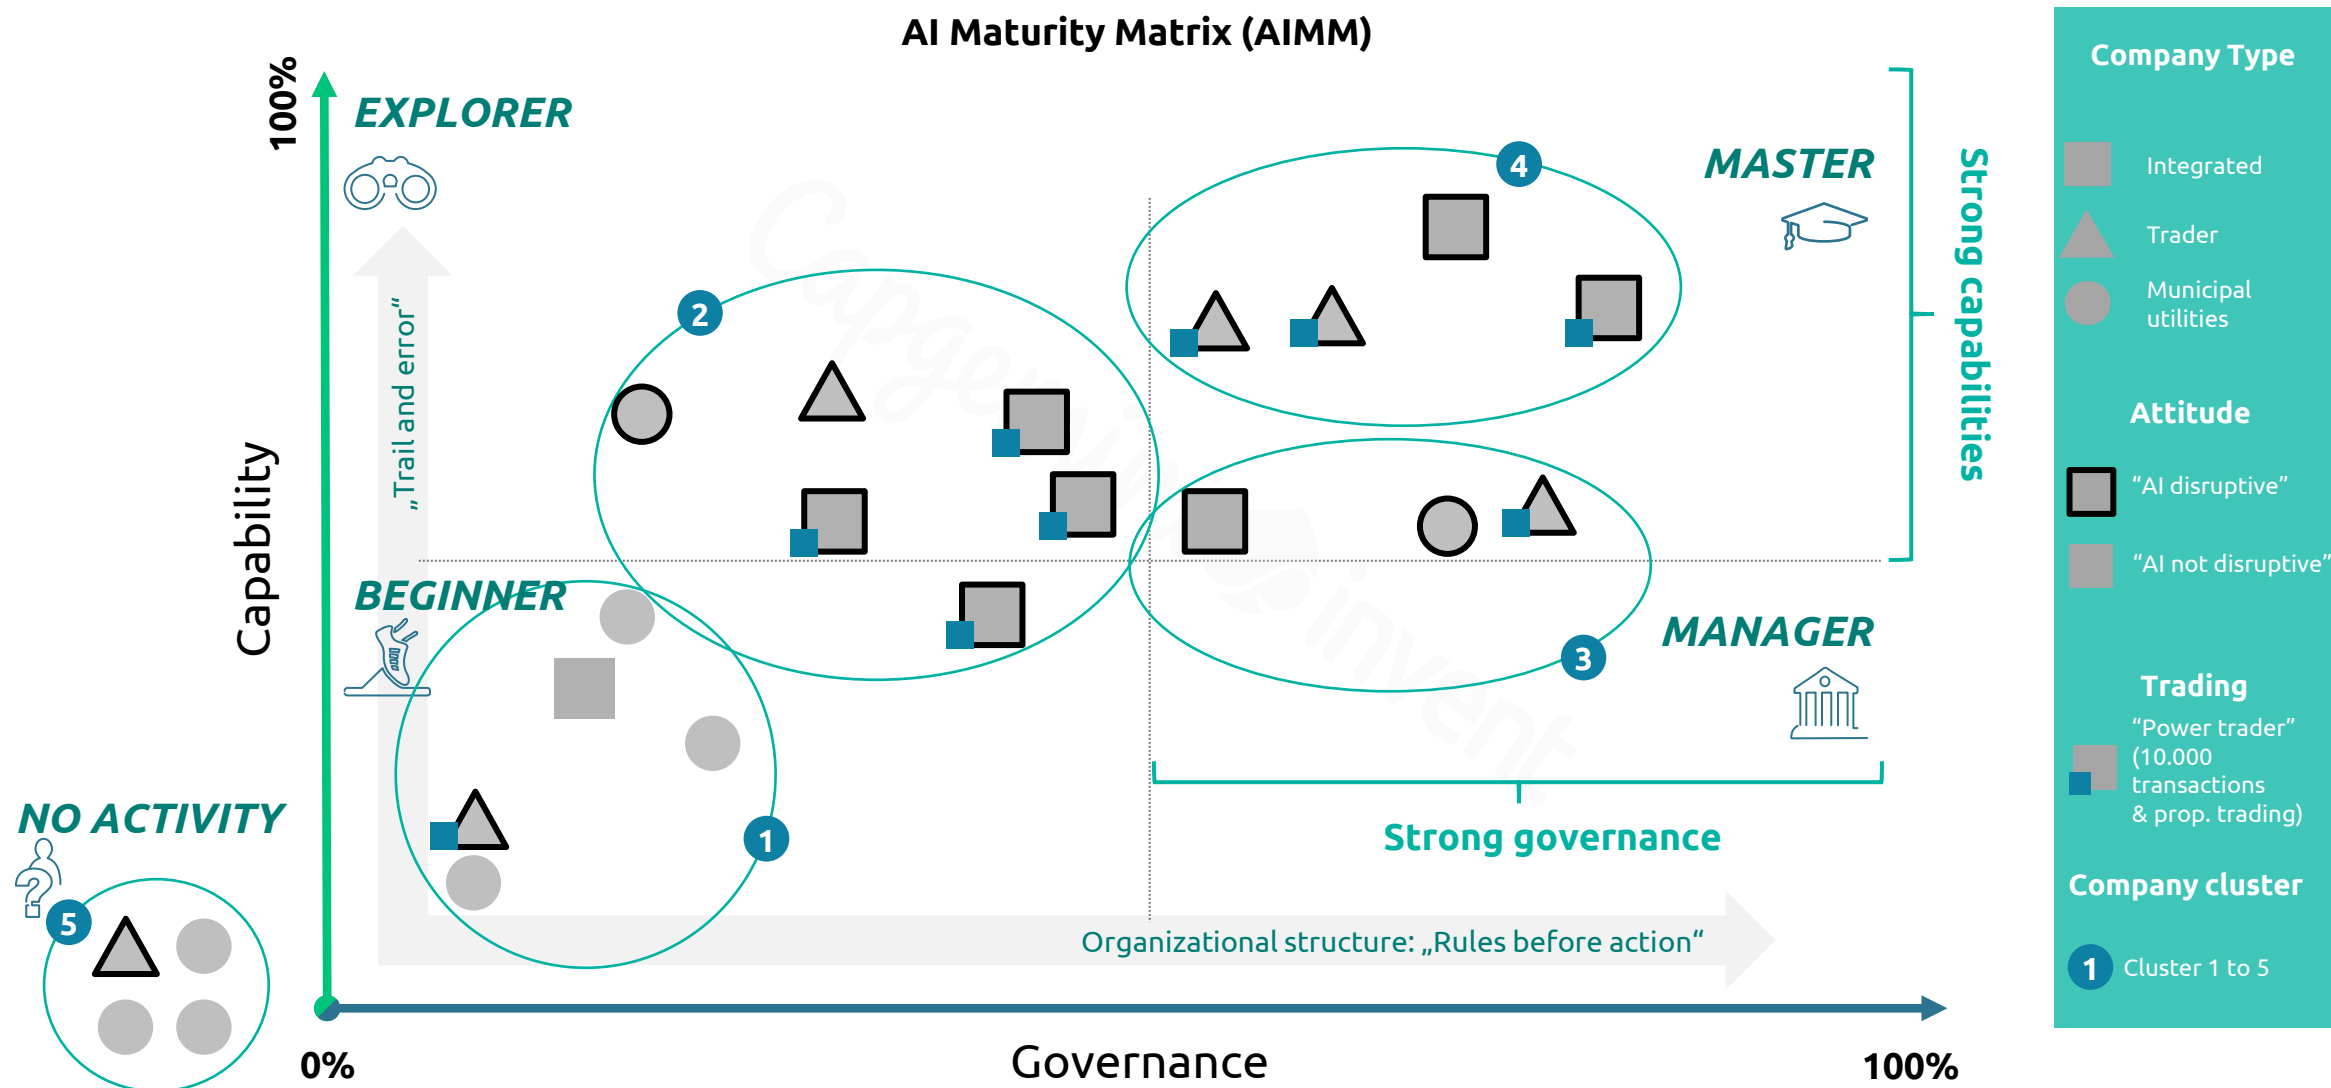 AI Maturity Matrix (AIMM)
100%
EXPLORER
„Trail and error“
Capability
BEGINNER
NO ACTIVITY
5
1
2
4
3
MASTER
Strong capabilities
MANAGER
Strong governance
Organizational structure: „Rules before action“
0%
Governance
100%
Capgemini
invent
Company Type
Integrated
Trader
Municipal
utilities
Attitude
“AI disruptive”
“AI not disruptive”
Trading
“Power trader”
(10.000
transactions
& prop. trading)
Company cluster
1
Cluster 1 to 5